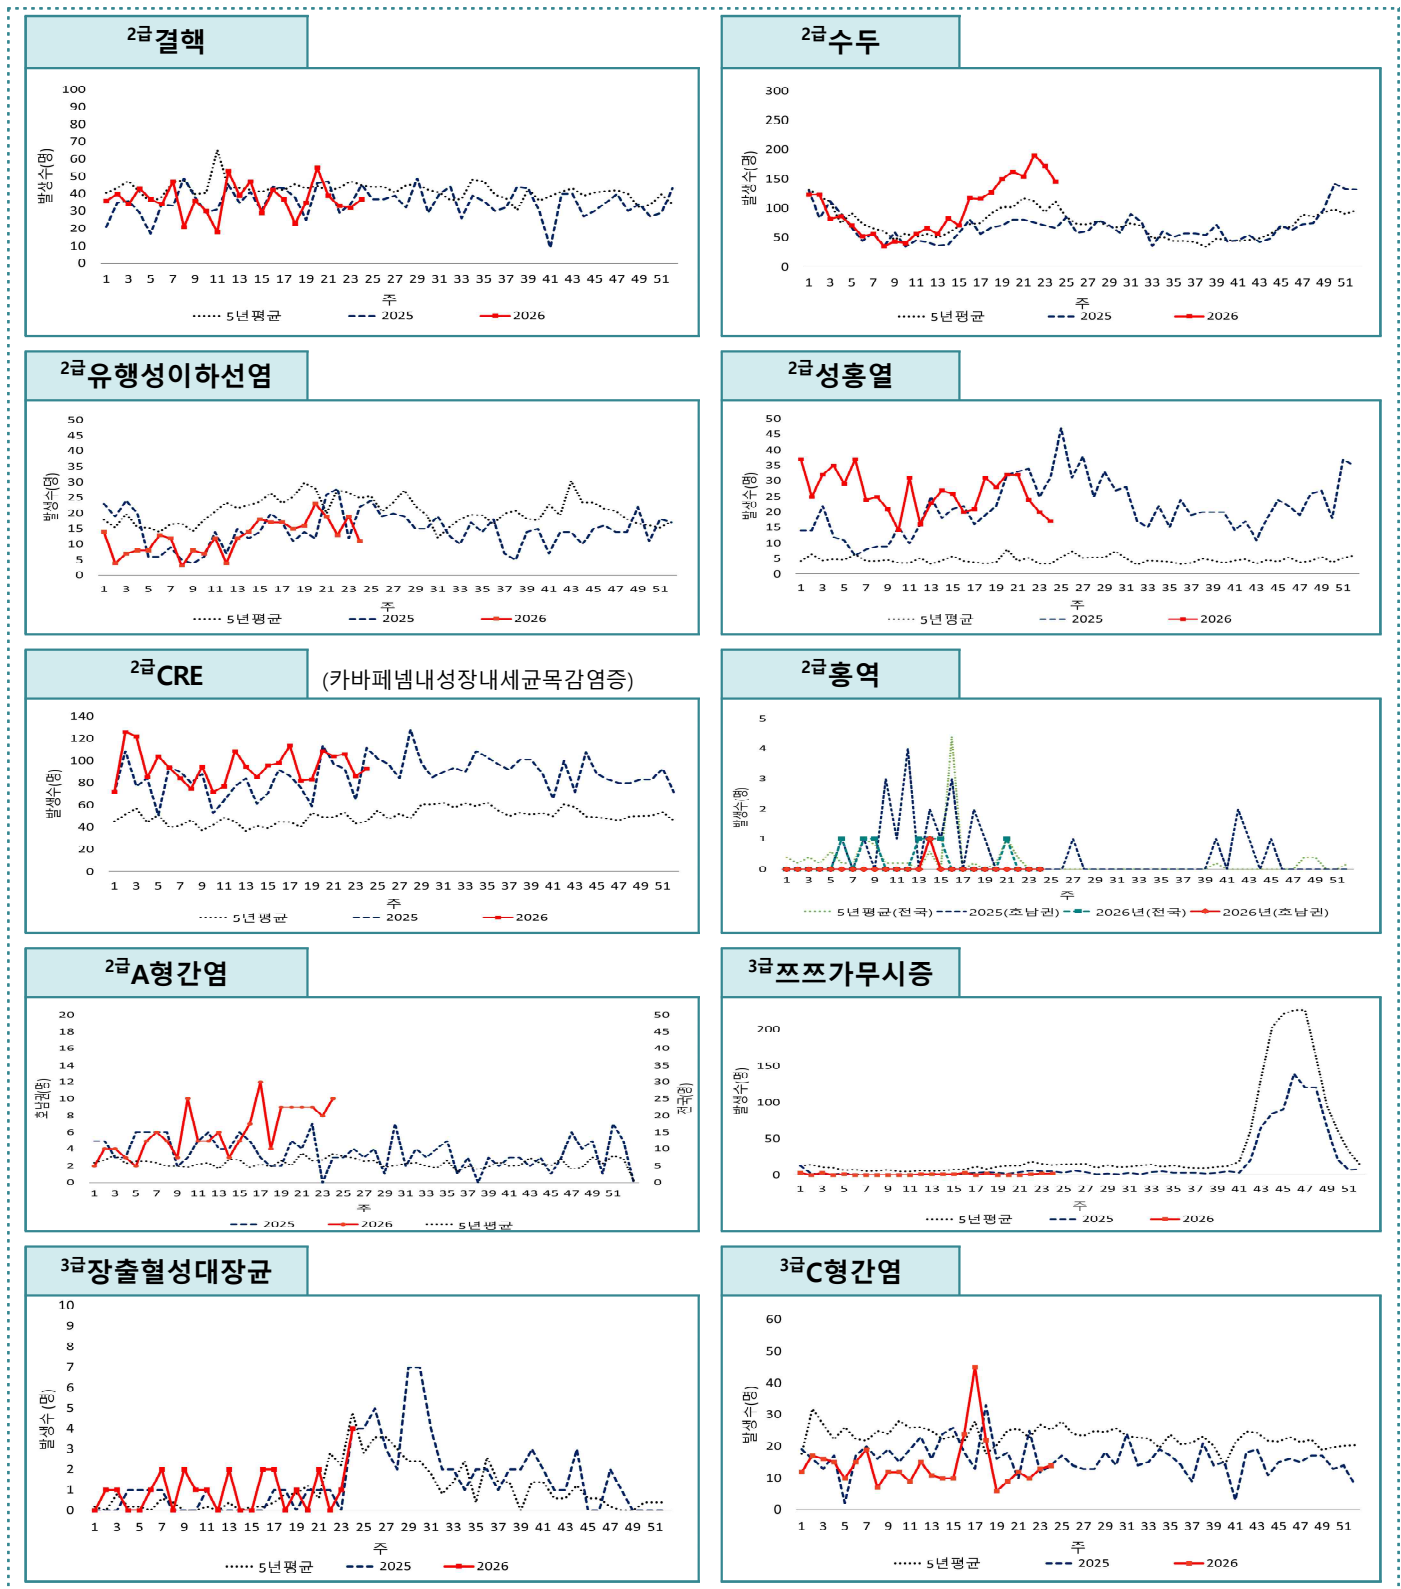 2급결핵
100
90
80
70
60
50
40
30
20
10
0
발생수(명)
1 3 5 7 9 11 13 15 17 19 21 23 25 27 29 31 33 35 37 39 41 43 45 47 49 51
주
5년평균 2025 2026
2급수두
300
250
200
150
100
50
0
발생수(명)
1 3 5 7 9 11 13 15 17 19 21 23 25 27 29 31 33 35 37 39 41 43 45 47 49 51
주
5년평균 2025 2026
2급유행성이하선염
50
45
40
35
30
25
20
15
10
5
0
발생수(명)
1 3 5 7 9 11 13 15 17 19 21 23 25 27 29 31 33 35 37 39 41 43 45 47 49 51
주
5년평균 2025 2026
2급성홍열
50
45
40
35
30
25
20
15
10
5
0
발생수(명)
1 3 5 7 9 11 13 15 17 19 21 23 25 27 29 31 33 35 37 39 41 43 45 47 49 51
주
5년평균 2025 2026
2급CRE (카바페넴내성장내세균목감염증)
140
120
100
80
60
40
20
0
발생수(명)
1 3 5 7 9 11 13 15 17 19 21 23 25 27 29 31 33 35 37 39 41 43 45 47 49 51
주
5년평균 2025 2026
2급홍역
5
4
3
2
1
0
발생수(명)
1 3 5 7 9 11 13 15 17 19 21 23 25 27 29 31 33 35 37 39 41 43 45 47 49 51
주
5년평균(전국) 2025(호남권) 2026년(전국) 2026년(호남권)
2급A형간염
20
18
16
14
12
10
8
6
4
2
0
호남권(명)
50
45
40
35
30
25
20
15
10
5
0
전국(명)
1 3 5 7 9 11 13 15 17 19 21 23 25 27 29 31 33 35 37 39 41 43 45 47 49 51
주
2025 2026 5년평균
3급쯔쯔가무시증
200
150
100
50
0
발생수(명)
1 3 5 7 9 11 13 15 17 19 21 23 25 27 29 31 33 35 37 39 41 43 45 47 49 51
주
5년평균 2025 2026
3급장출혈성대장균
10
9
8
7
6
5
4
3
2
1
0
발생수 (명)
1 3 5 7 9 11 13 15 17 19 21 23 25 27 29 31 33 35 37 39 41 43 45 47 49 51
주
5년평균 2025 2026
3급C형간염
60
50
40
30
20
10
0
발생수(명)
1 3 5 7 9 11 13 15 17 19 21 23 25 27 29 31 33 35 37 39 41 43 45 47 49 51
주
5년평균 2025 2026